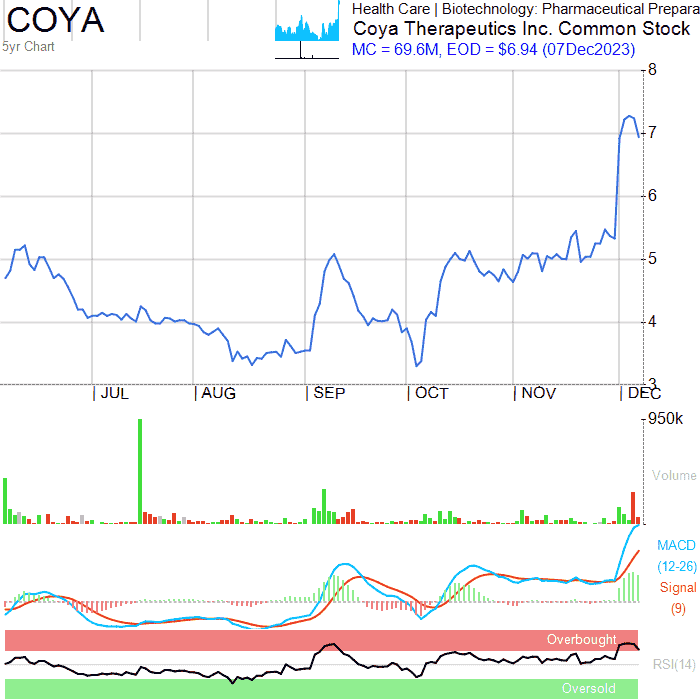 COYA
5yr Chart
Health Care | Biotechnology: Pharmaceutical Prepara
Coya Therapeutics Inc. Common Stock
MC = 69.6M, EOD = $6.94 (07Dec2023)
8
7
6
5
4
3
JUL AUG SEP OCT NOV DEC
950k
Volume
MACD
(12-26)
Signal
(9)
Overbought
RSI(14)
Oversold